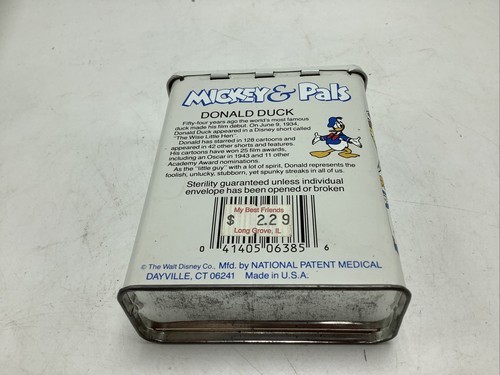 MICKEY & Pals
DONALD DUCK
Fifty-four years ago the world's most famous
duck made his film debut. On June 9, 1934,
Donald Duck appeared in a Disney short called
"The Wise Little Hen".
Donald has starred in 128 cartoons and
appeared in 42 other shorts and features.
His cartoons have won 25 film awards,
including an Oscar in 1943 and 11 other
Academy Award nominations.
As the "little guy" with a lot of spirit, Donald represents the
foolish, unlucky, stubborn, yet spunky streaks in all of us.
Sterility guaranteed unless individual
envelope has been opened or broken
My Best Friends
$ 2.29
Long Grove, IL
0 41405 06385 6
© The Walt Disney Co., Mfd. by NATIONAL PATENT MEDICAL
DAYVILLE, CT 06241 Made in U.S.A.